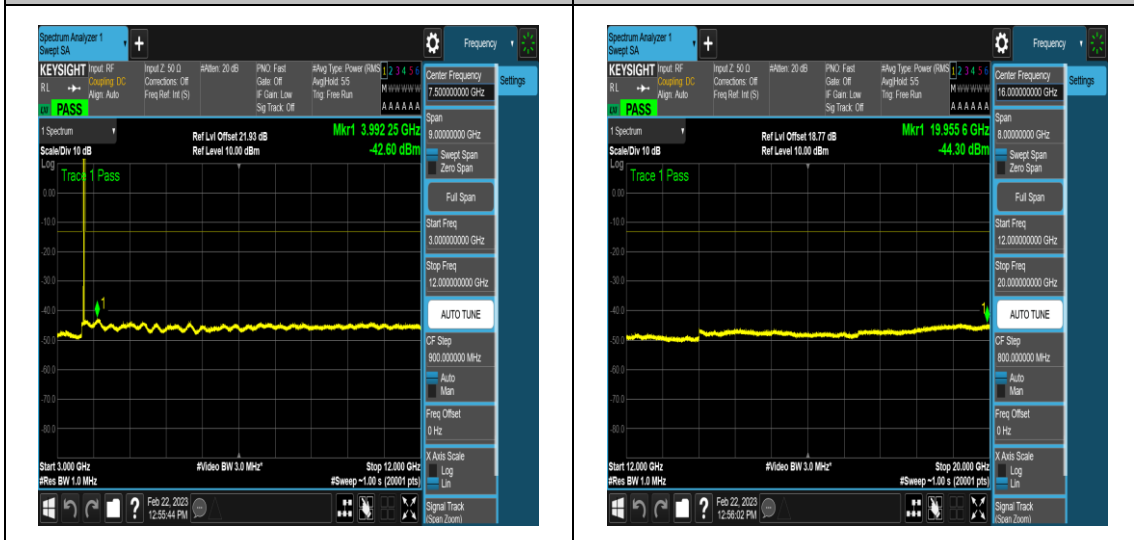 Spectrum Analyzer 1
Swept SA
+
Frequency
KEYSIGHT
RL
Input: RF
Coupling: DC
Align: Auto
Input Z: 50 Ω
Corrections: Off
Freq Ref: Int (S)
#Atten: 20 dB
PNO: Fast
Gate: Off
IF Gain: Low
Sig Track: Off
#Avg Type: Power (RMS
Avg|Hold: 5/5
Trig: Free Run
1 2 3 4 5 6
M W W W W W
A A A A A A
PASS
1 Spectrum
Scale/Div 10 dB
Ref Lvl Offset 21.93 dB
Ref Level 10.00 dBm
Mkr1 3.992 25 GHz
-42.60 dBm
Log
Trace 1 Pass
0.00
-10.0
-20.0
-30.0
-40.0
-50.0
-60.0
-70.0
-80.0
1
Start 3.000 GHz
#Res BW 1.0 MHz
#Video BW 3.0 MHz*
Stop 12.000 GHz
#Sweep ~1.00 s (20001 pts)
?
Feb 22, 2023
12:55:44 PM
Center Frequency
7.500000000 GHz
Settings
Span
9.00000000 GHz
Swept Span
Zero Span
Full Span
Start Freq
3.000000000 GHz
Stop Freq
12.000000000 GHz
AUTO TUNE
CF Step
900.000000 MHz
Auto
Man
Freq Offset
0 Hz
X Axis Scale
Log
Lin
Signal Track
(Span Zoom)
Spectrum Analyzer 1
Swept SA
+
Frequency
KEYSIGHT
RL
Input: RF
Coupling: DC
Align: Auto
Input Z: 50 Ω
Corrections: Off
Freq Ref: Int (S)
#Atten: 20 dB
PNO: Fast
Gate: Off
IF Gain: Low
Sig Track: Off
#Avg Type: Power (RMS
Avg|Hold: 5/5
Trig: Free Run
1 2 3 4 5 6
M W W W W W
A A A A A A
PASS
1 Spectrum
Scale/Div 10 dB
Ref Lvl Offset 18.77 dB
Ref Level 10.00 dBm
Mkr1 19.955 6 GHz
-44.30 dBm
Log
Trace 1 Pass
0.00
-10.0
-20.0
-30.0
-40.0
-50.0
-60.0
-70.0
-80.0
1
Start 12.000 GHz
#Res BW 1.0 MHz
#Video BW 3.0 MHz*
Stop 20.000 GHz
#Sweep ~1.00 s (20001 pts)
?
Feb 22, 2023
12:56:02 PM
Center Frequency
16.000000000 GHz
Settings
Span
8.00000000 GHz
Swept Span
Zero Span
Full Span
Start Freq
12.000000000 GHz
Stop Freq
20.000000000 GHz
AUTO TUNE
CF Step
800.000000 MHz
Auto
Man
Freq Offset
0 Hz
X Axis Scale
Log
Lin
Signal Track
(Span Zoom)